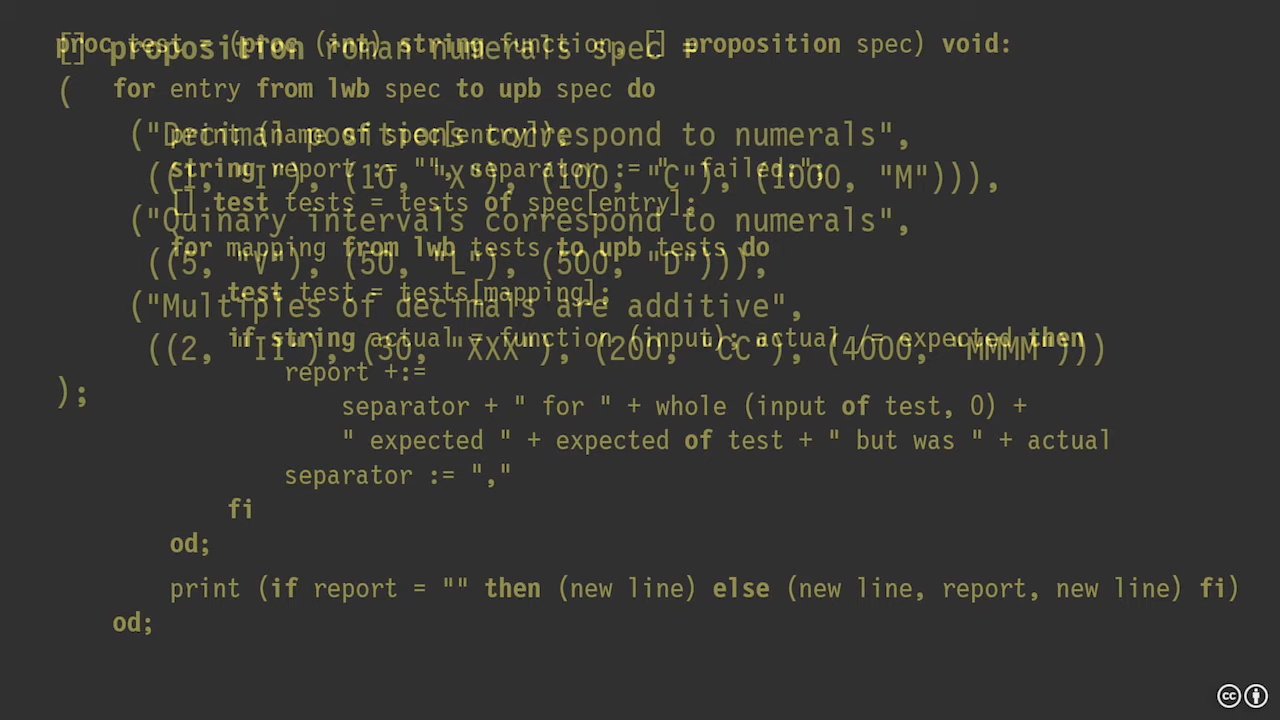 [] proposition roman numerals spec =
(
("Decimal positions correspond to numerals",
((1, "I"), (10, "X"), (100, "C"), (1000, "M"))),
("Quinary intervals correspond to numerals",
((5, "V"), (50, "L"), (500, "D"))),
("Multiples of decimals are additive",
((2, "II"), (30, "XXX"), (200, "CC"), (4000, "MMMM")))
);
proc test = (proc (int) string function, [] proposition spec) void:
for entry from lwb spec to upb spec do
print (name of spec[entry]);
string report := "", separator := " failed:";
[] test tests = tests of spec[entry];
for mapping from lwb tests to upb tests do
test test = tests[mapping];
if string actual = function (input); actual /= expected then
report +:=
separator + " for " + whole (input of test, 0) +
" expected " + expected of test + " but was " + actual
separator := ","
fi
od;
print (if report = "" then (new line) else (new line, report, new line) fi)
od;
cc